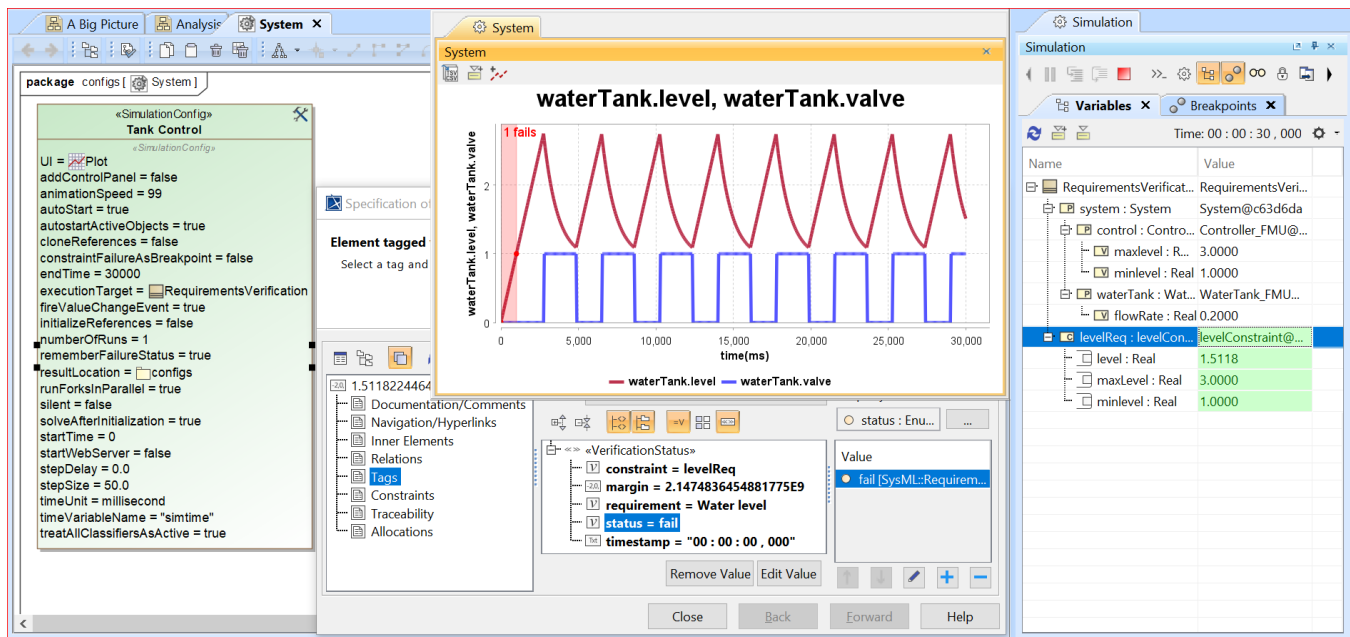 A Big Picture
Analysis
System
package configs [ System ]
«SimulationConfig»
Tank Control
«SimulationConfig»
UI = Plot
addControlPanel = false
animationSpeed = 99
autoStart = true
autostartActiveObjects = true
cloneReferences = false
constraintFailureAsBreakpoint = false
endTime = 30000
executionTarget = RequirementsVerification
fireValueChangeEvent = true
initializeReferences = false
numberOfRuns = 1
rememberFailureStatus = true
resultLocation = configs
runForksInParallel = true
silent = false
solveAfterInitialization = true
startTime = 0
startWebServer = false
stepDelay = 0.0
stepSize = 50.0
timeUnit = millisecond
timeVariableName = "simtime"
treatAllClassifiersAsActive = true
Specification of
Element tagged
Select a tag and
1.5118224464
Documentation/Comments
Navigation/Hyperlinks
Inner Elements
Relations
Tags
Constraints
Traceability
Allocations
System
System
CSV
waterTank.level, waterTank.valve
1 fails
waterTank.level, waterTank.valve
2
1
0
0
5,000
10,000
15,000
20,000
25,000
30,000
time(ms)
waterTank.level
waterTank.valve
status : Enu...
...
«VerificationStatus»
constraint = levelReq
margin = 2.1474836454881775E9
requirement = Water level
status = fail
timestamp = "00 : 00 : 00 , 000"
Value
fail [SysML::Requirem...
Remove Value
Edit Value
Close
Back
Forward
Help
Simulation
Simulation
Variables
Breakpoints
Time: 00 : 00 : 30 , 000
Name
Value
RequirementsVerificat...
RequirementsVeri...
system : System
System@c63d6da
control : Contro...
Controller_FMU@...
maxlevel : R...
3.0000
minlevel : Real
1.0000
waterTank : Wat...
WaterTank_FMU...
flowRate : Real
0.2000
levelReq : levelCon...
levelConstraint@...
level : Real
1.5118
maxLevel : Real
3.0000
minlevel : Real
1.0000